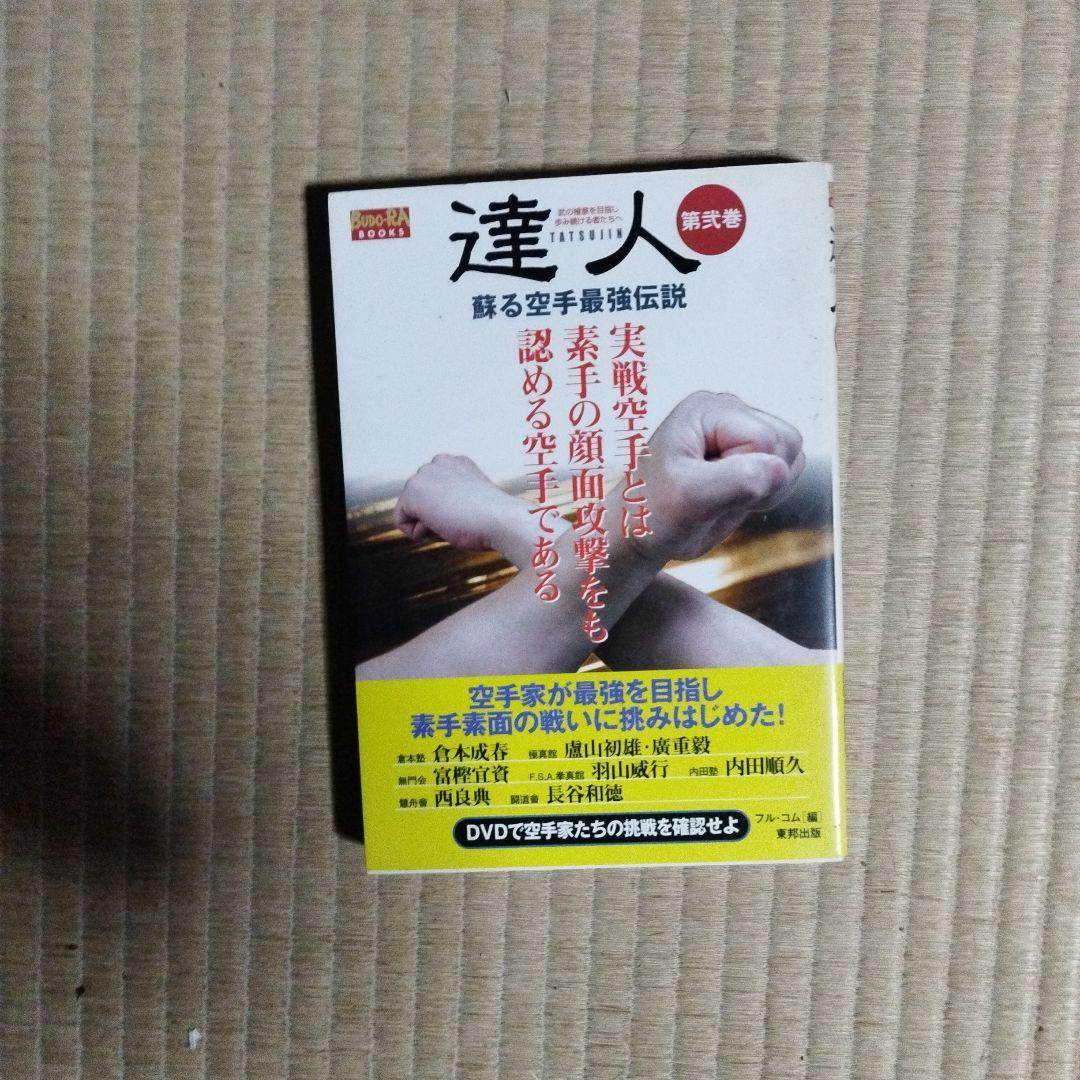 BUDO-RA
BOOKS
達人
武の極意を目指し
歩み続ける者たちへ
TATSUJIN
第弐巻
蘇る空手最強伝説
実戦空手とは
素手の顔面攻撃をも
認める空手である
空手家が最強を目指し
素手素面の戦いに挑みはじめた!
倉本塾 倉本成春 極真館 盧山初雄・廣重毅
無門会 富樫宜資 F.S.A.拳真館 羽山威行 内田塾 内田順久
慧舟會 西良典 闘道會 長谷和徳
DVDで空手家たちの挑戦を確認せよ
フル・コム[編]
東邦出版